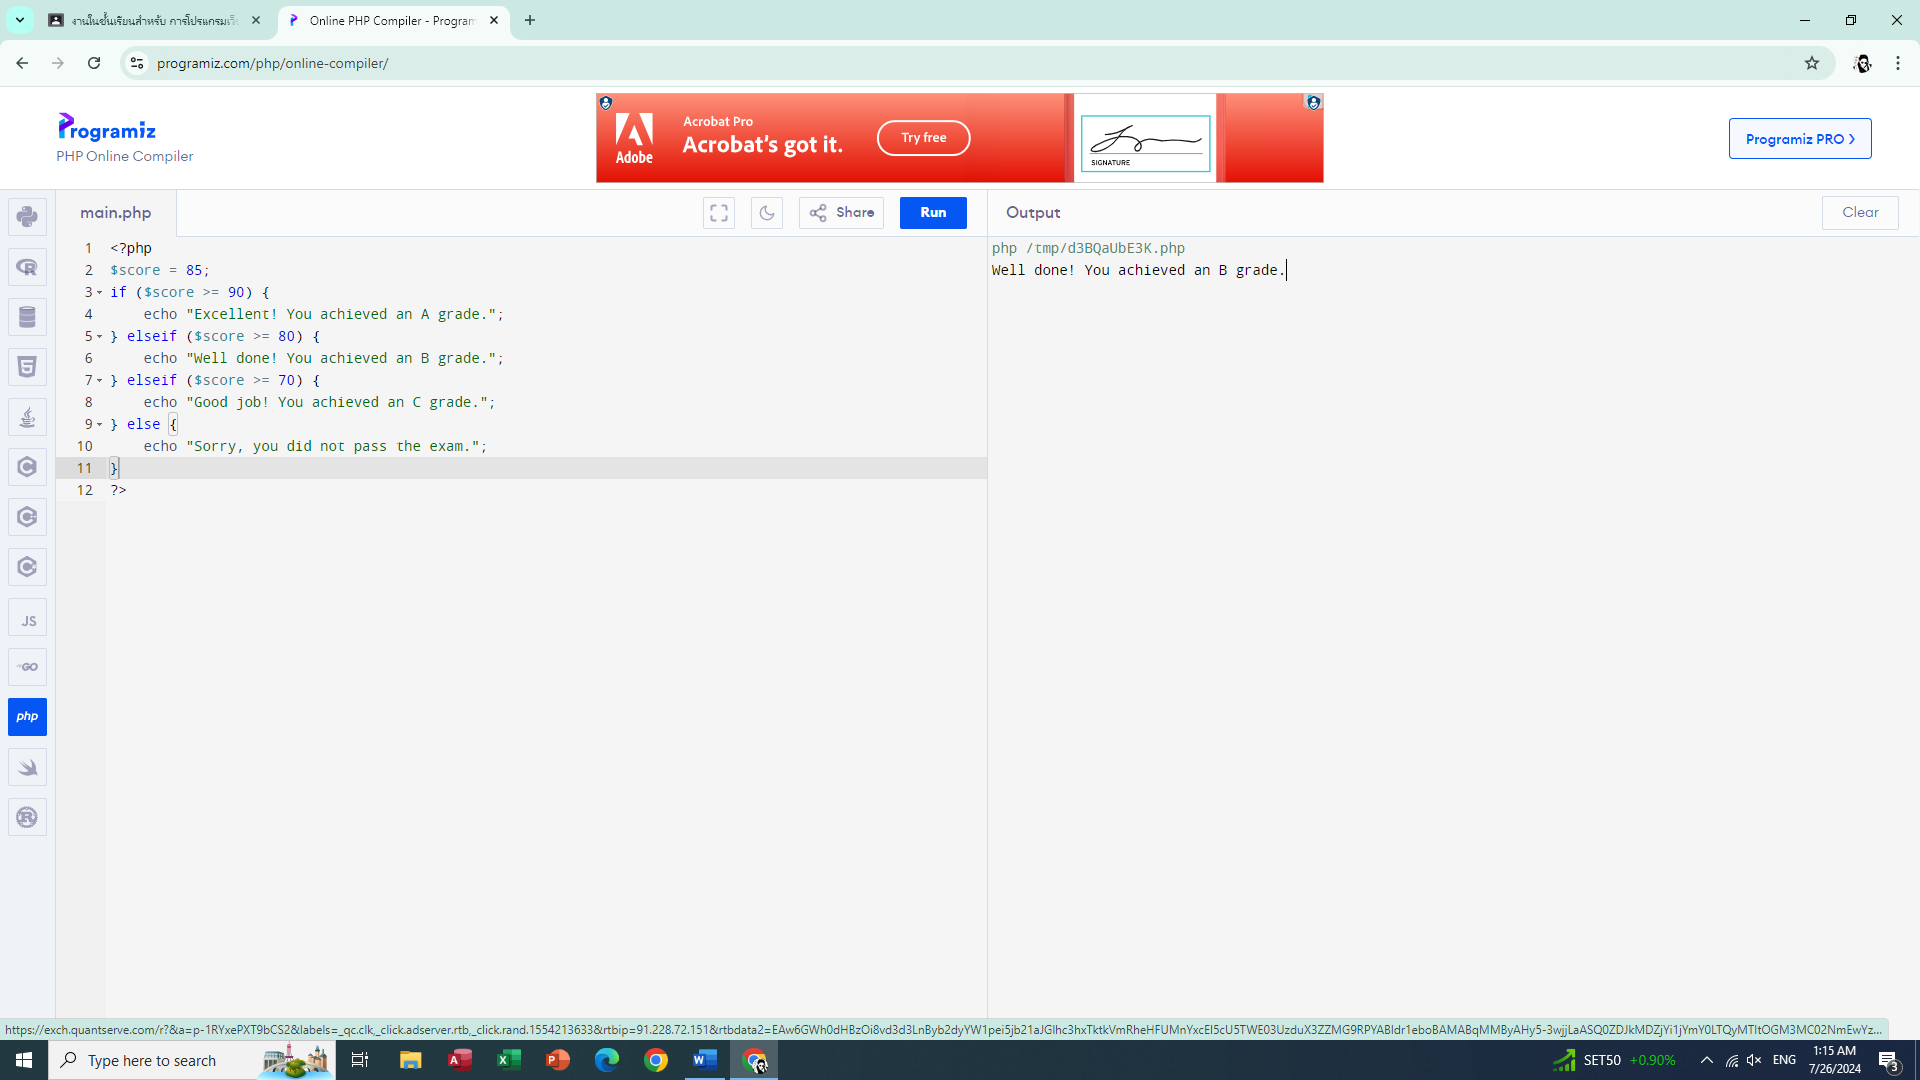 งานในชั้นเรียนสำหรับ การโปรแกรมเว็บ
Online PHP Compiler - Program
programiz.com/php/online-compiler/
Programiz
PHP Online Compiler
Adobe
Acrobat Pro
Acrobat's got it.
Try free
SIGNATURE
Programiz PRO
main.php
Share
Run
Output
Clear
1 <?php
2 $score = 85;
3 if ($score >= 90) {
4 echo "Excellent! You achieved an A grade.";
5 } elseif ($score >= 80) {
6 echo "Well done! You achieved an B grade.";
7 } elseif ($score >= 70) {
8 echo "Good job! You achieved an C grade.";
9 } else {
10 echo "Sorry, you did not pass the exam.";
11 }
12 ?>
php /tmp/d3BQaUbE3K.php
Well done! You achieved an B grade.
JS
GO
php
Type here to search
SET50 +0.90%
ENG
1:15 AM
7/26/2024
3